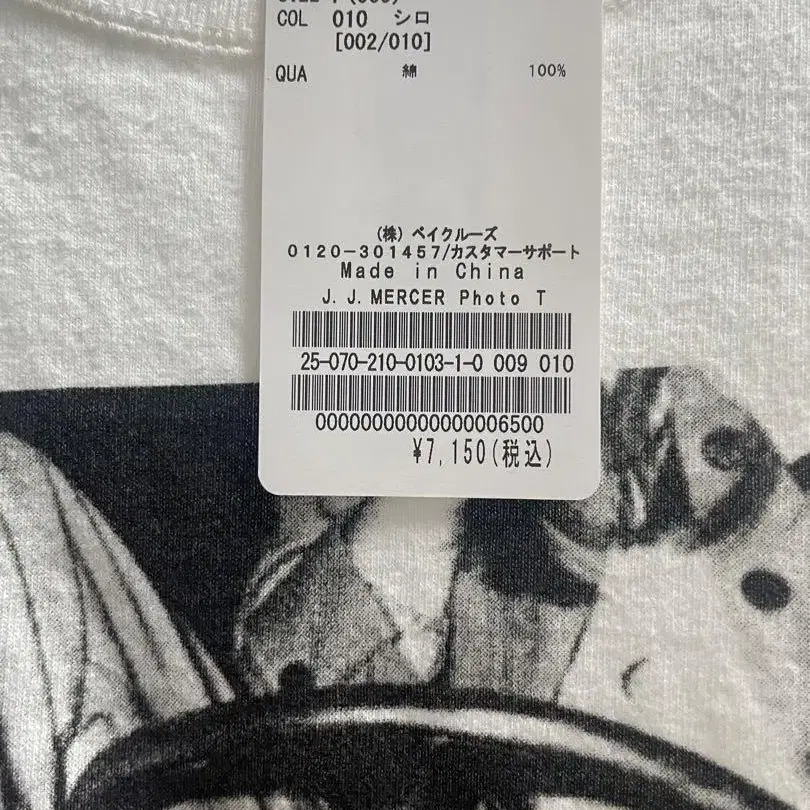 COL 010 シロ
[002/010]
QUA 綿 100%
(株) ベイクルーズ
0120-301457/カスタマーサポート
Made in China
J. J. MERCER Photo T
25-070-210-0103-1-0 009 010
00000000000000006500
¥7,150(税込)